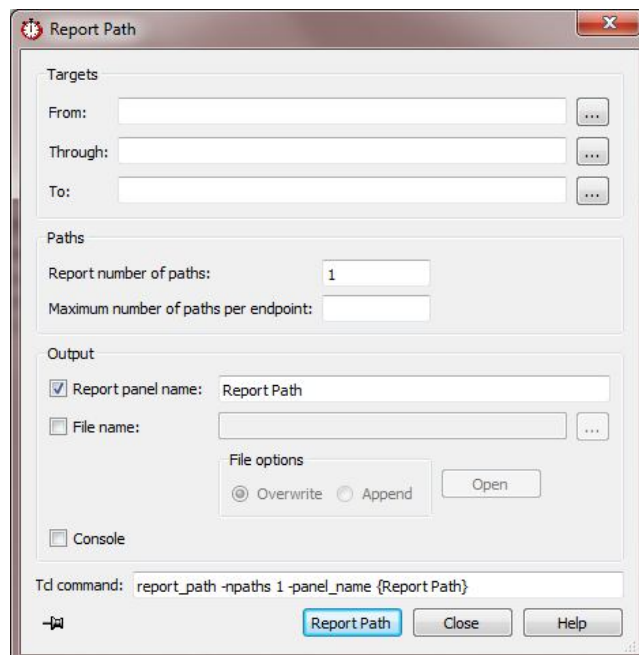 Report Path
Targets
From:
...
Through:
...
To:
...
Paths
Report number of paths: 1
Maximum number of paths per endpoint:
Output
Report panel name: Report Path
File name:
...
File options
Overwrite Append
Open
Console
Tcl command: report_path -npaths 1 -panel_name {Report Path}
Report Path Close Help